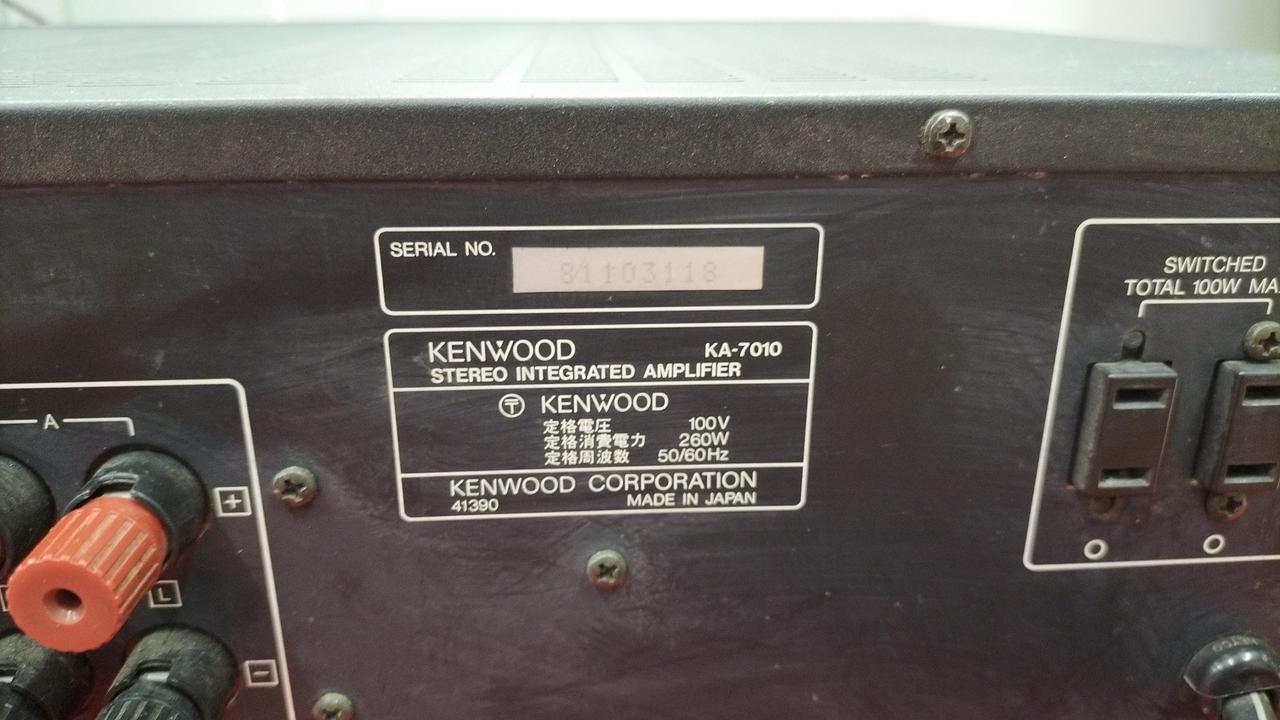 SERIAL NO. 81103118
KENWOOD KA-7010
STEREO INTEGRATED AMPLIFIER
〒 KENWOOD
定格電圧 100V
定格消費電力 260W
定格周波数 50/60Hz
KENWOOD CORPORATION
41390 MADE IN JAPAN
SWITCHED
TOTAL 100W MA
A
+
L
−